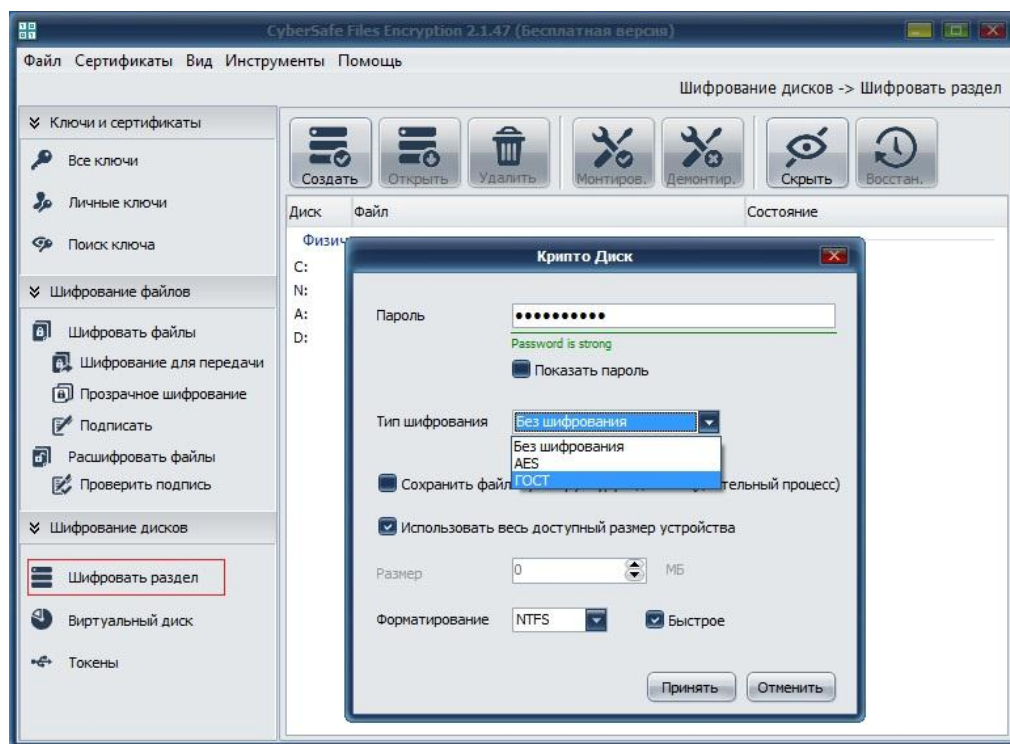 CyberSafe Files Encryption 2.1.47 (Бесплатная версия)
Файл Сертификаты Вид Инструменты Помощь
Шифрование дисков -> Шифровать раздел
Ключи и сертификаты
Все ключи
Личные ключи
Поиск ключа
Шифрование файлов
Шифровать файлы
Шифрование для передачи
Прозрачное шифрование
Подписать
Расшифровать файлы
Проверить подпись
Шифрование дисков
Шифровать раздел
Виртуальный диск
Токены
Создать Открыть Удалить Монтиров. Демонтир. Скрыть Восстан.
Диск Файл Состояние
Физич
C:
N:
A:
D:
Крипто Диск
Пароль ••••••••••
Password is strong
Показать пароль
Тип шифрования Без шифрования
Без шифрования
AES
ГОСТ
Сохранить файл тельный процесс)
Использовать весь доступный размер устройства
Размер 0 МБ
Форматирование NTFS Быстрое
Принять Отменить